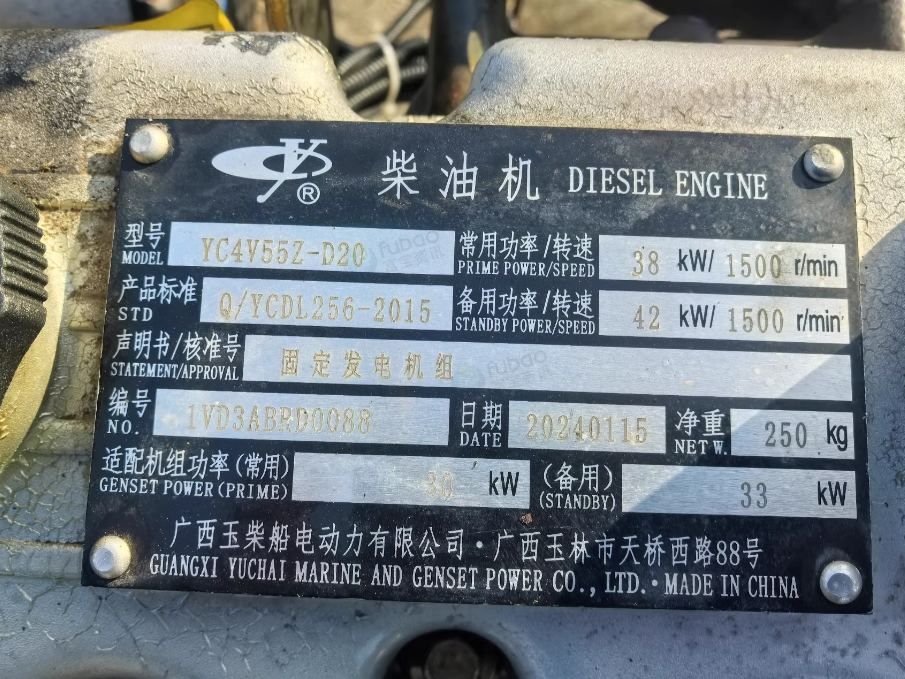 YC ®
柴油机 DIESEL ENGINE
型号 MODEL YC4V55Z-D20
常用功率/转速 PRIME POWER/SPEED 38 kW/ 1500 r/min
产品标准 STD Q/YCDL256-2015
备用功率/转速 STANDBY POWER/SPEED 42 kW/ 1500 r/min
声明书/核准号 STATEMENT/APPROVAL 固定发电机组
编号 NO. 1VD3ABRD0088
日期 DATE 20240115
净重 NET W. 250 kg
适配机组功率(常用) GENSET POWER(PRIME) 30 kW
(备用) (STANDBY) 33 kW
广西玉柴船电动力有限公司·广西玉林市天桥西路88号
GUANGXI YUCHAI MARINE AND GENSET POWER CO., LTD.·MADE IN CHINA
fubao
fubao